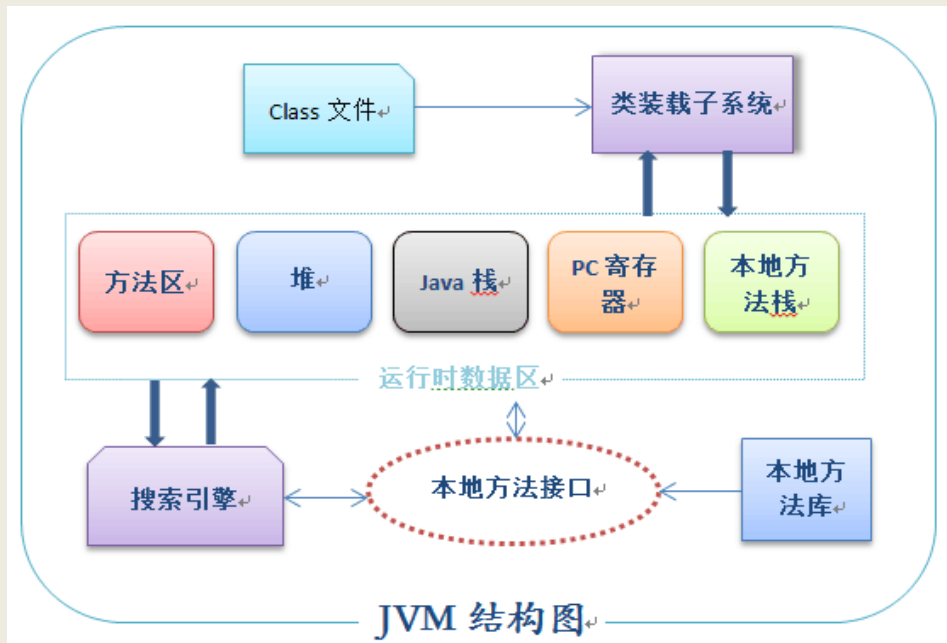 Class 文件
类装载子系统
方法区
堆
Java 栈
PC 寄存
器
本地方
法栈
运行时数据区
搜索引擎
本地方法接口
本地方
法库
JVM 结构图